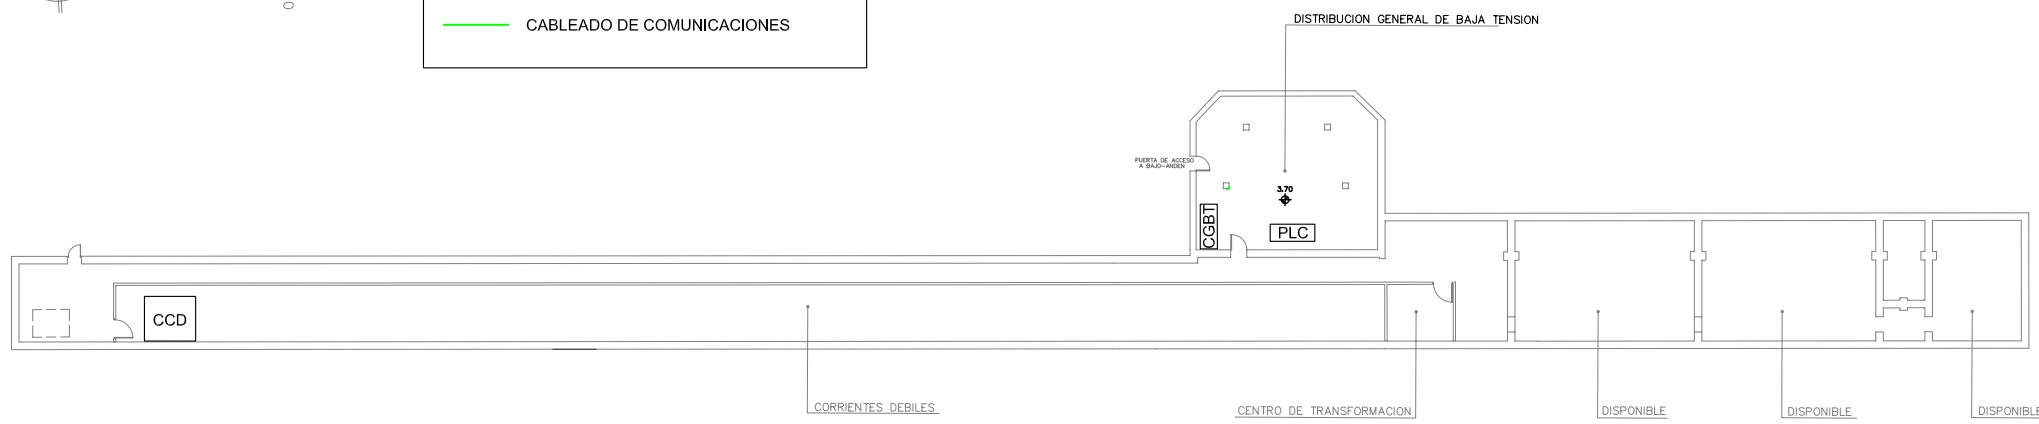 CABLEADO DE COMUNICACIONES
DISTRIBUCION GENERAL DE BAJA TENSION
PUERTA DE ACCESO
A BAJO-ANDEN
3.70
CGBT
PLC
CCD
CORRIENTES DEBILES
CENTRO DE TRANSFORMACION
DISPONIBLE
DISPONIBLE
DISPONIBLE